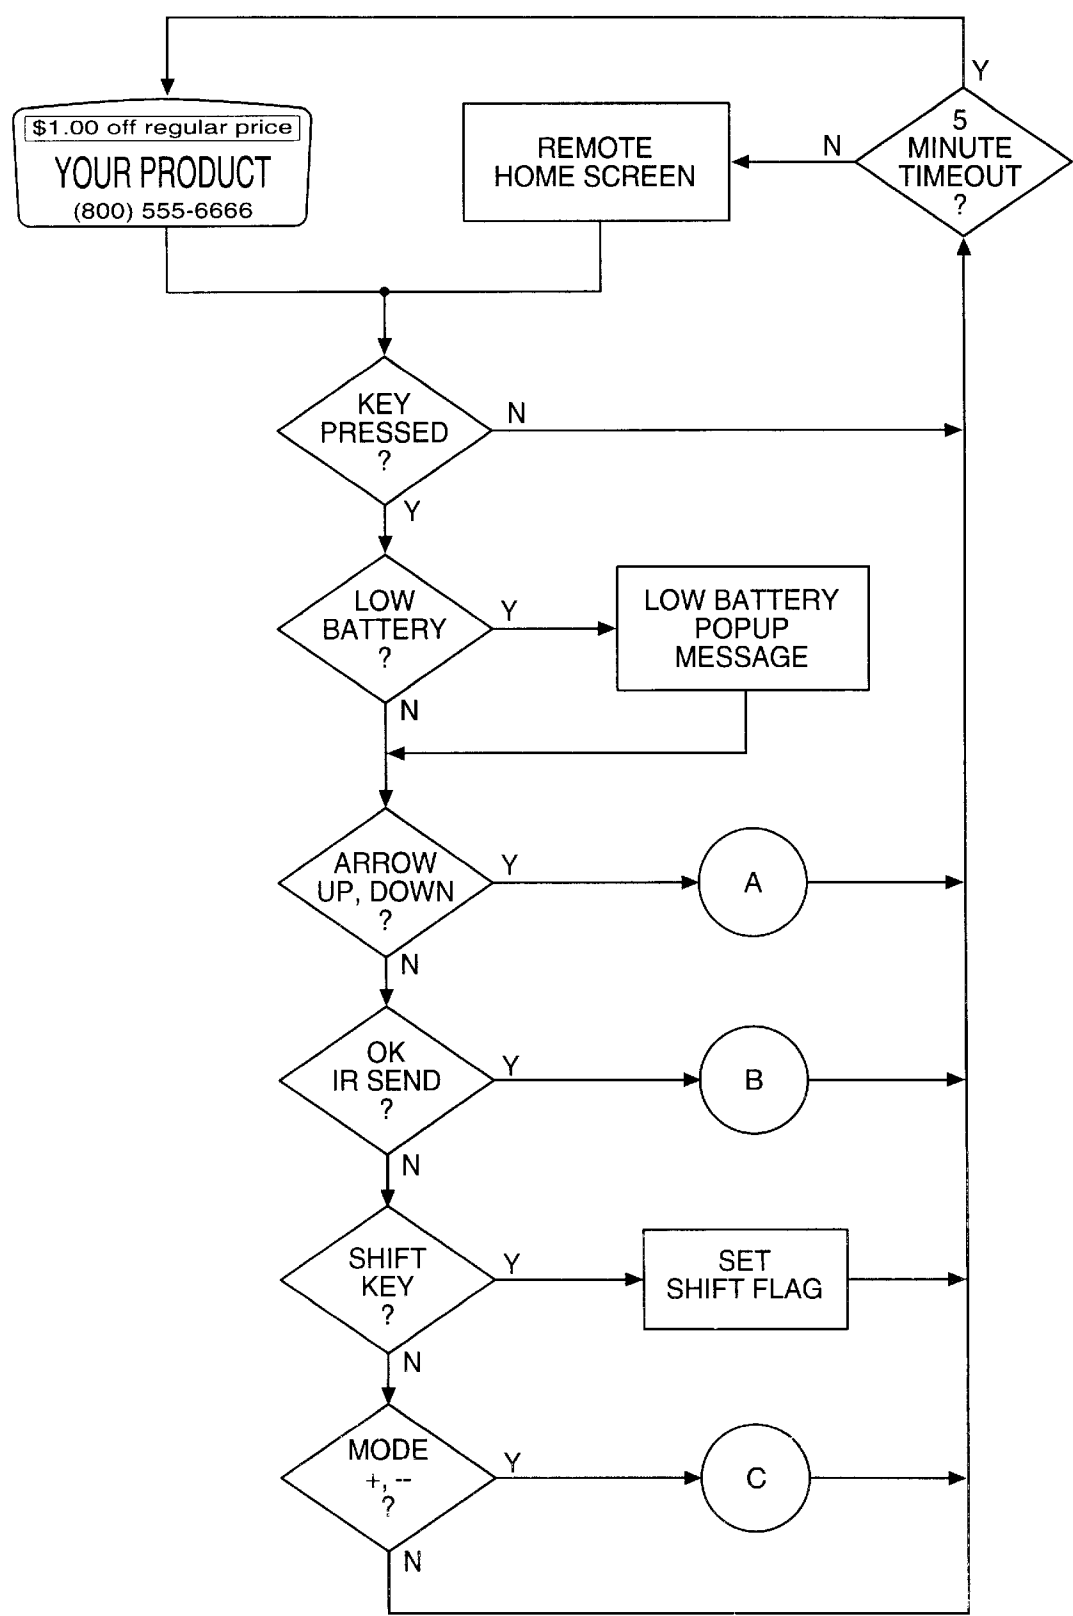 Y
$1.00 off regular price
YOUR PRODUCT
(800) 555-6666
REMOTE
HOME SCREEN
N
5
MINUTE
TIMEOUT
?
KEY
PRESSED
?
N
Y
LOW
BATTERY
?
Y
LOW BATTERY
POPUP
MESSAGE
N
ARROW
UP, DOWN
?
Y
A
N
OK
IR SEND
?
Y
B
N
SHIFT
KEY
?
Y
SET
SHIFT FLAG
N
MODE
+, --
?
Y
C
N